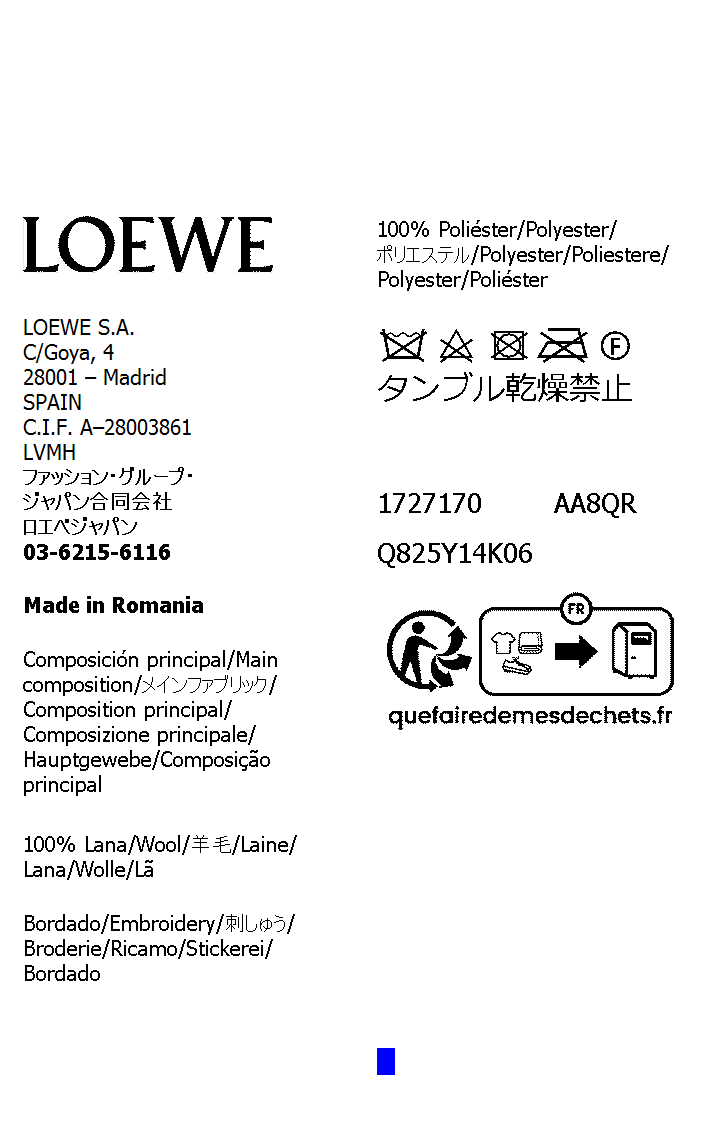 LOEWE
LOEWE S.A.
C/Goya, 4
28001 – Madrid
SPAIN
C.I.F. A–28003861
LVMH
ファッション・グループ・
ジャパン合同会社
ロエベジャパン
03-6215-6116
Made in Romania
Composición principal/Main
composition/メインファブリック/
Composition principal/
Composizione principale/
Hauptgewebe/Composição
principal
100% Lana/Wool/羊毛/Laine/
Lana/Wolle/Lã
Bordado/Embroidery/刺しゅう/
Broderie/Ricamo/Stickerei/
Bordado
100% Poliéster/Polyester/
ポリエステル/Polyester/Poliestere/
Polyester/Poliéster
F
タンブル乾燥禁止
1727170 AA8QR
Q825Y14K06
FR
quefairedemesdechets.fr